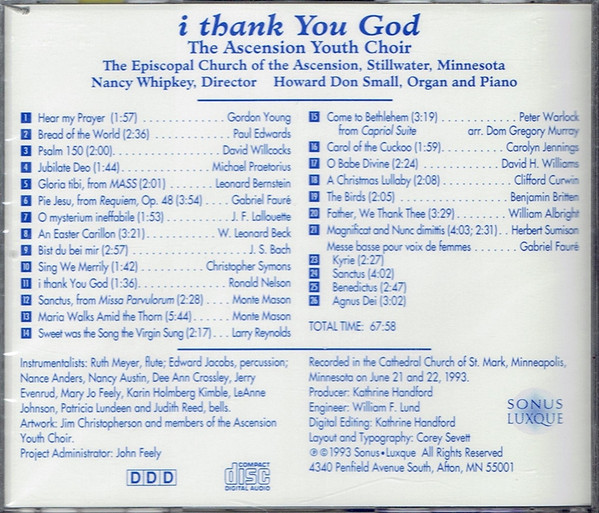 i thank You God
The Ascension Youth Choir
The Episcopal Church of the Ascension, Stillwater, Minnesota
Nancy Whipkey, Director Howard Don Small, Organ and Piano
1 Hear my Prayer (1:57) . . . . . . . . . . . Gordon Young
2 Bread of the World (2:36) . . . . . . . . . . Paul Edwards
3 Psalm 150 (2:00). . . . . . . . . . . . . . David Willcocks
4 Jubilate Deo (1:44) . . . . . . . . . . Michael Praetorius
5 Gloria tibi, from MASS (2:01) . . . . . Leonard Bernstein
6 Pie Jesu, from Requiem, Op. 48 (3:54) . . Gabriel Fauré
7 O mysterium ineffabile (1:53) . . . . . . J. F. Lallouette
8 An Easter Carillon (3:21) . . . . . . . W. Leonard Beck
9 Bist du bei mir (2:57) . . . . . . . . . . . . . . J. S. Bach
10 Sing We Merrily (1:42) . . . . . . . Christopher Symons
11 i thank You God (1:36) . . . . . . . . . . Ronald Nelson
12 Sanctus, from Missa Parvulorum (2:28) . . . . Monte Mason
13 Maria Walks Amid the Thorn (5:44) . . . . Monte Mason
14 Sweet was the Song the Virgin Sung (2:17) . . Larry Reynolds
15 Come to Bethlehem (3:19) . . . . . . . . . . Peter Warlock
from Capriol Suite arr. Dom Gregory Murray
16 Carol of the Cuckoo (1:59) . . . . . . . Carolyn Jennings
17 O Babe Divine (2:24) . . . . . . . . . David H. Williams
18 A Christmas Lullaby (2:08) . . . . . . . . Clifford Curwin
19 The Birds (2:05) . . . . . . . . . . . . . Benjamin Britten
20 Father, We Thank Thee (3:29) . . . . . William Albright
21 Magnificat and Nunc dimittis (4:03; 2:31) . Herbert Sumison
Messe basse pour voix de femmes . . . . . . Gabriel Fauré
23 Kyrie (2:27)
24 Sanctus (4:02)
25 Benedictus (2:47)
26 Agnus Dei (3:02)
TOTAL TIME: 67:58
Instrumentalists: Ruth Meyer, flute; Edward Jacobs, percussion;
Nance Anders, Nancy Austin, Dee Ann Crossley, Jerry
Evenrud, Mary Jo Feely, Karin Holmberg Kimble, LeAnne
Johnson, Patricia Lundeen and Judith Reed, bells.
Artwork: Jim Christopherson and members of the Ascension
Youth Choir.
Project Administrator: John Feely
DDD
COMPACT
disc
DIGITAL AUDIO
Recorded in the Cathedral Church of St. Mark, Minneapolis,
Minnesota on June 21 and 22, 1993.
Producer: Kathrine Handford
Engineer: William F. Lund
Digital Editing: Kathrine Handford
Layout and Typography: Corey Sevett
℗©1993 Sonus•Luxque All Rights Reserved
4340 Penfield Avenue South, Afton, MN 55001
SONUS
LUXQUE